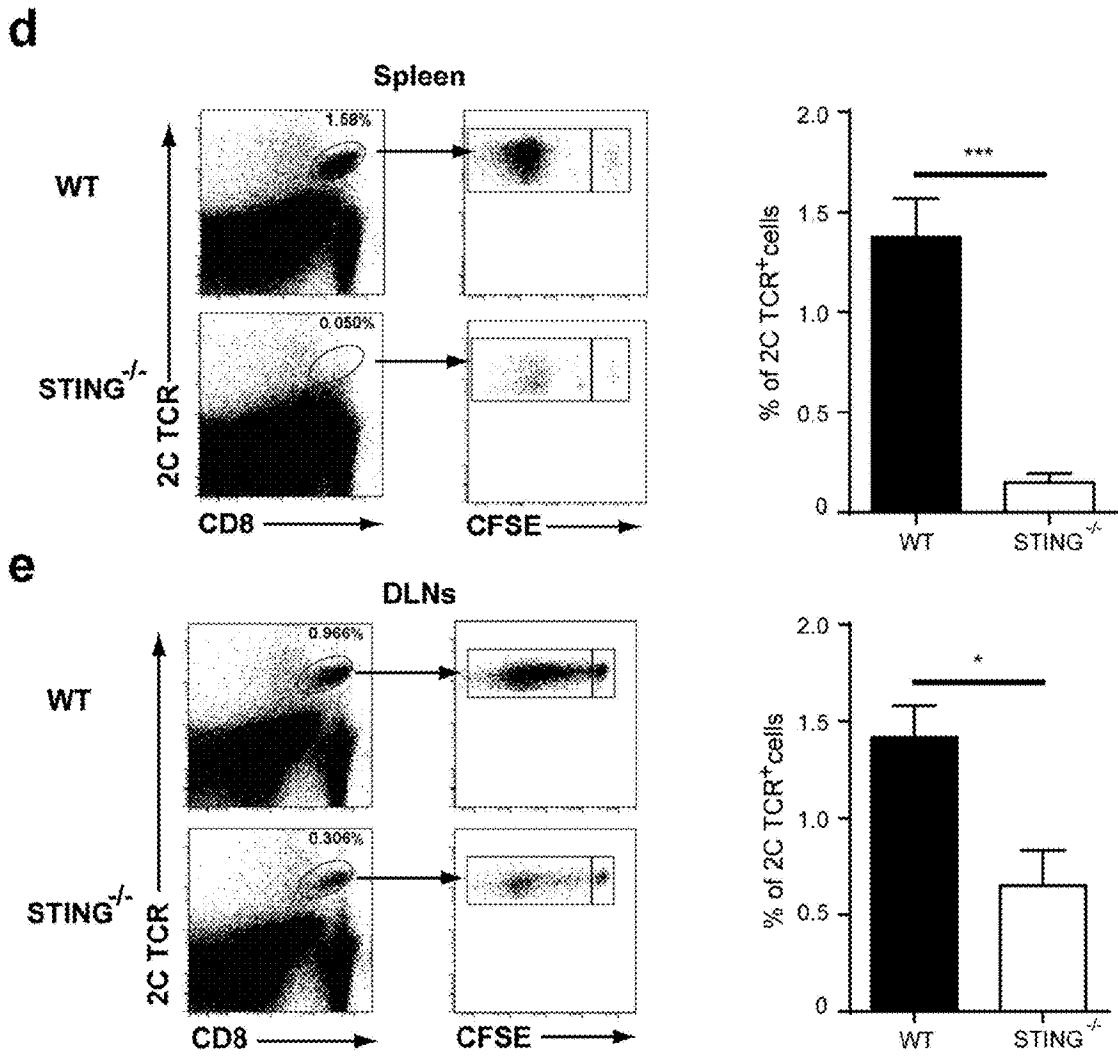 d
Spleen
WT
1.58%
STING-/-
0.050%
2C TCR
CD8
CFSE
2.0
1.5
1.0
0.5
0
% of 2C TCR+cells
***
WT
STING-/-
e
DLNs
WT
0.966%
STING-/-
0.306%
2C TCR
CD8
CFSE
2.0
1.5
1.0
0.5
0
% of 2C TCR+cells
*
WT
STING-/-